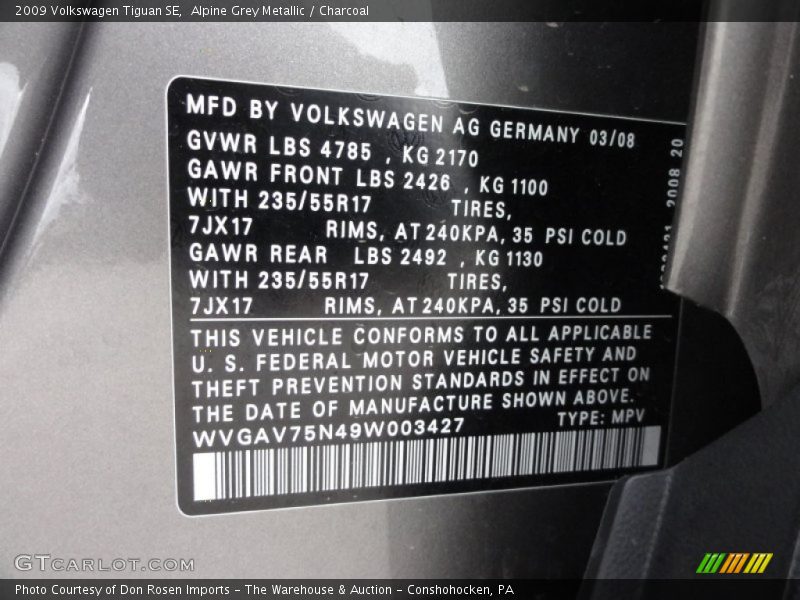 2009 Volkswagen Tiguan SE, Alpine Grey Metallic / Charcoal
MFD BY VOLKSWAGEN AG GERMANY 03/08
GVWR LBS 4785 , KG 2170
GAWR FRONT LBS 2426 , KG 1100
WITH 235/55R17 TIRES,
7JX17 RIMS, AT 240KPA, 35 PSI COLD
GAWR REAR LBS 2492 , KG 1130
WITH 235/55R17 TIRES,
7JX17 RIMS, AT 240KPA, 35 PSI COLD
THIS VEHICLE CONFORMS TO ALL APPLICABLE
U. S. FEDERAL MOTOR VEHICLE SAFETY AND
THEFT PREVENTION STANDARDS IN EFFECT ON
THE DATE OF MANUFACTURE SHOWN ABOVE.
WVGAV75N49W003427 TYPE: MPV
2008 20
GTCARLOT.COM
Photo Courtesy of Don Rosen Imports – The Warehouse & Auction – Conshohocken, PA